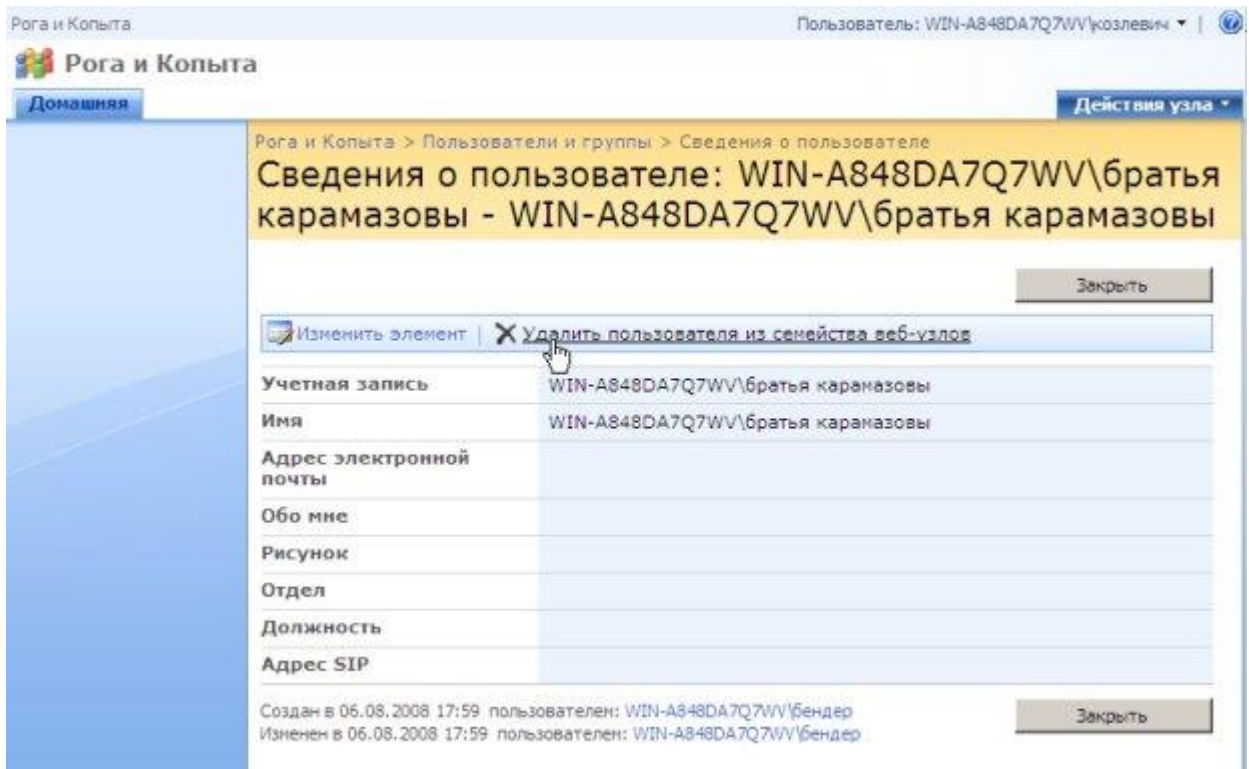 Рога и Копыта
Пользователь: WIN-A848DA7Q7WV\козлевич
Рога и Копыта
Домашняя
Действия узла
Рога и Копыта > Пользователи и группы > Сведения о пользователе
Сведения о пользователе: WIN-A848DA7Q7WV\братья
карамазовы - WIN-A848DA7Q7WV\братья карамазовы
Закрыть
Изменить элемент | Удалить пользователя из семейства веб-узлов
Учетная запись WIN-A848DA7Q7WV\братья карамазовы
Имя WIN-A848DA7Q7WV\братья карамазовы
Адрес электронной
почты
Обо мне
Рисунок
Отдел
Должность
Адрес SIP
Создан в 06.08.2008 17:59 пользователем: WIN-A848DA7Q7WV\бендер
Закрыть
Изменен в 06.08.2008 17:59 пользователем: WIN-A848DA7Q7WV\бендер